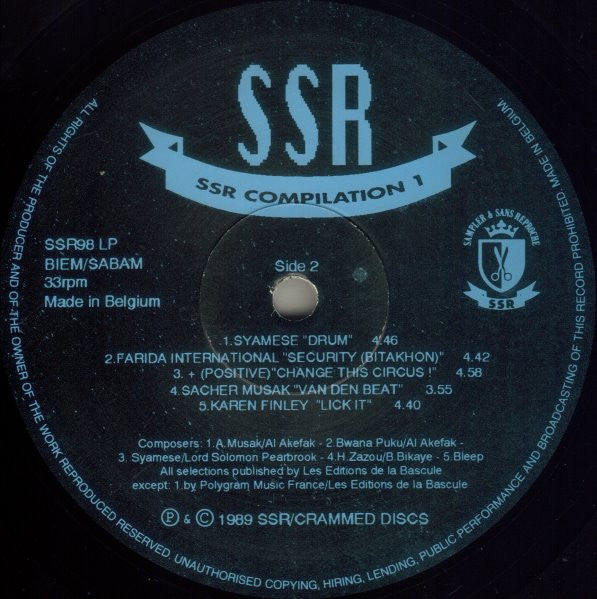 SSR
SSR COMPILATION 1
SSR98 LP
BIEM/SABAM
33rpm
Made in Belgium
Side 2
SAMPLER & SANS REPROCHE
SSR
1.SYAMESE "DRUM" 4.46
2.FARIDA INTERNATIONAL "SECURITY (BITAKHON)" 4.42
3. + (POSITIVE)"CHANGE THIS CIRCUS !" 4.58
4.SACHER MUSAK "VAN DEN BEAT" 3.55
5.KAREN FINLEY "LICK IT" 4.40
Composers: 1.A.Musak/Al Akefak - 2.Bwana Puku/Al Akefak -
3. Syamese/Lord Solomon Pearbrook - 4.H.Zazou/B.Bikaye - 5.Bleep
All selections published by Les Editions de la Bascule
except: 1.by Polygram Music France/Les Editions de la Bascule
℗ & © 1989 SSR/CRAMMED DISCS
ALL RIGHTS OF THE PRODUCER AND OF THE OWNER OF THE WORK REPRODUCED RESERVED. UNAUTHORISED COPYING, HIRING, LENDING, PUBLIC PERFORMANCE AND BROADCASTING OF THIS RECORD PROHIBITED. MADE IN BELGIUM